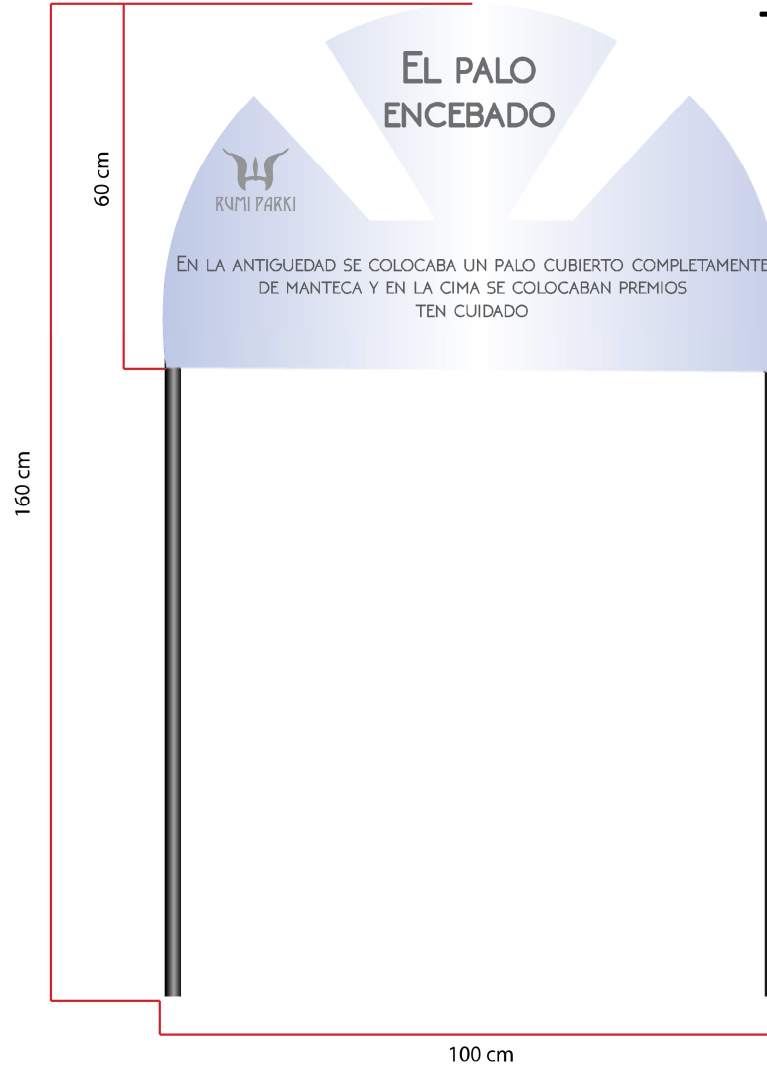 EL PALO
ENCEBADO
RUMI PARKI
EN LA ANTIGUEDAD SE COLOCABA UN PALO CUBIERTO COMPLETAMENTE
DE MANTECA Y EN LA CIMA SE COLOCABAN PREMIOS
TEN CUIDADO
60 cm
160 cm
100 cm